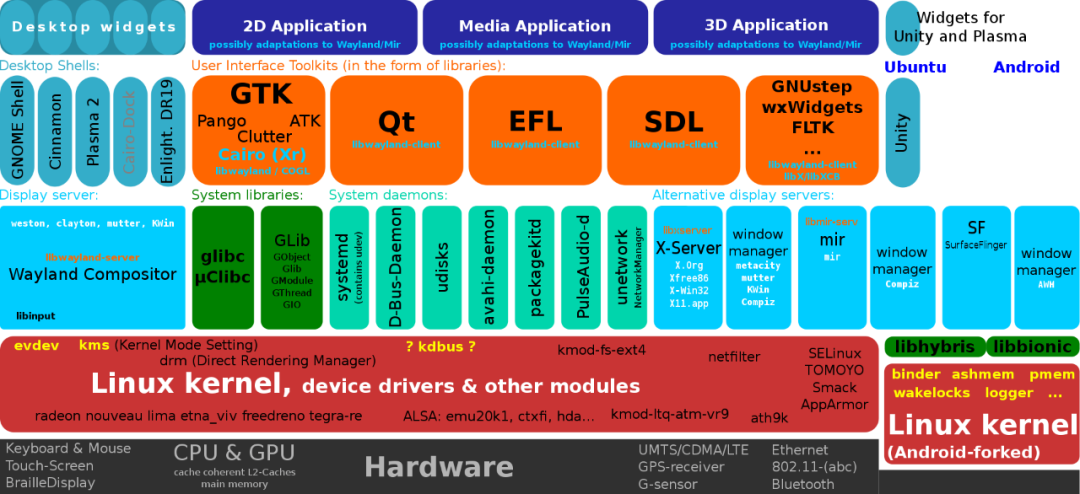 Desktop widgets
2D Application
possibly adaptations to Wayland/Mir
Media Application
possibly adaptations to Wayland/Mir
3D Application
possibly adaptations to Wayland/Mir
Widgets for
Unity and Plasma
Desktop Shells:
User Interface Toolkits (in the form of libraries):
Ubuntu
Android
GNOME Shell
Cinnamon
Plasma 2
Cairo-Dock
Enlight. DR19
GTK
Pango
ATK
Clutter
Cairo (Xr)
libwayland / COGL
Qt
libwayland-client
EFL
libwayland-client
SDL
libwayland-client
GNUstep
wxWidgets
FLTK
...
libwayland-client
libX/libXCB
Unity
Display server:
System libraries:
System daemons:
Alternative display servers:
weston, clayton, mutter, KWin
libwayland-server
Wayland Compositor
libinput
glibc
µClibc
GLib
GObject
Glib
GModule
GThread
GIO
systemd
(contains udev)
D-Bus-Daemon
udisks
avahi-daemon
packagekitd
PulseAudio-d
unetwork
NetworkManager
libx-server
X-Server
X.Org
Xfree86
X-Win32
X11.app
window
manager
metacity
mutter
KWin
Compiz
libmir-serv
mir
mir
window
manager
Compiz
SF
SurfaceFlinger
window
manager
AWM
evdev
kms (Kernel Mode Setting)
drm (Direct Rendering Manager)
? kdbus ?
kmod-fs-ext4
netfilter
SELinux
TOMOYO
Smack
AppArmor
Linux kernel, device drivers & other modules
radeon nouveau lima etna_viv freedreno tegra-re
ALSA: emu20k1, ctxfi, hda...
kmod-ltq-atm-vr9
ath9k
libhybris
libbionic
binder ashmem pmem
wakelocks logger ...
Linux kernel
(Android-forked)
Keyboard & Mouse
Touch-Screen
BrailleDisplay
CPU & GPU
cache coherent L2-Caches
main memory
Hardware
UMTS/CDMA/LTE
GPS-receiver
G-sensor
Ethernet
802.11-(abc)
Bluetooth